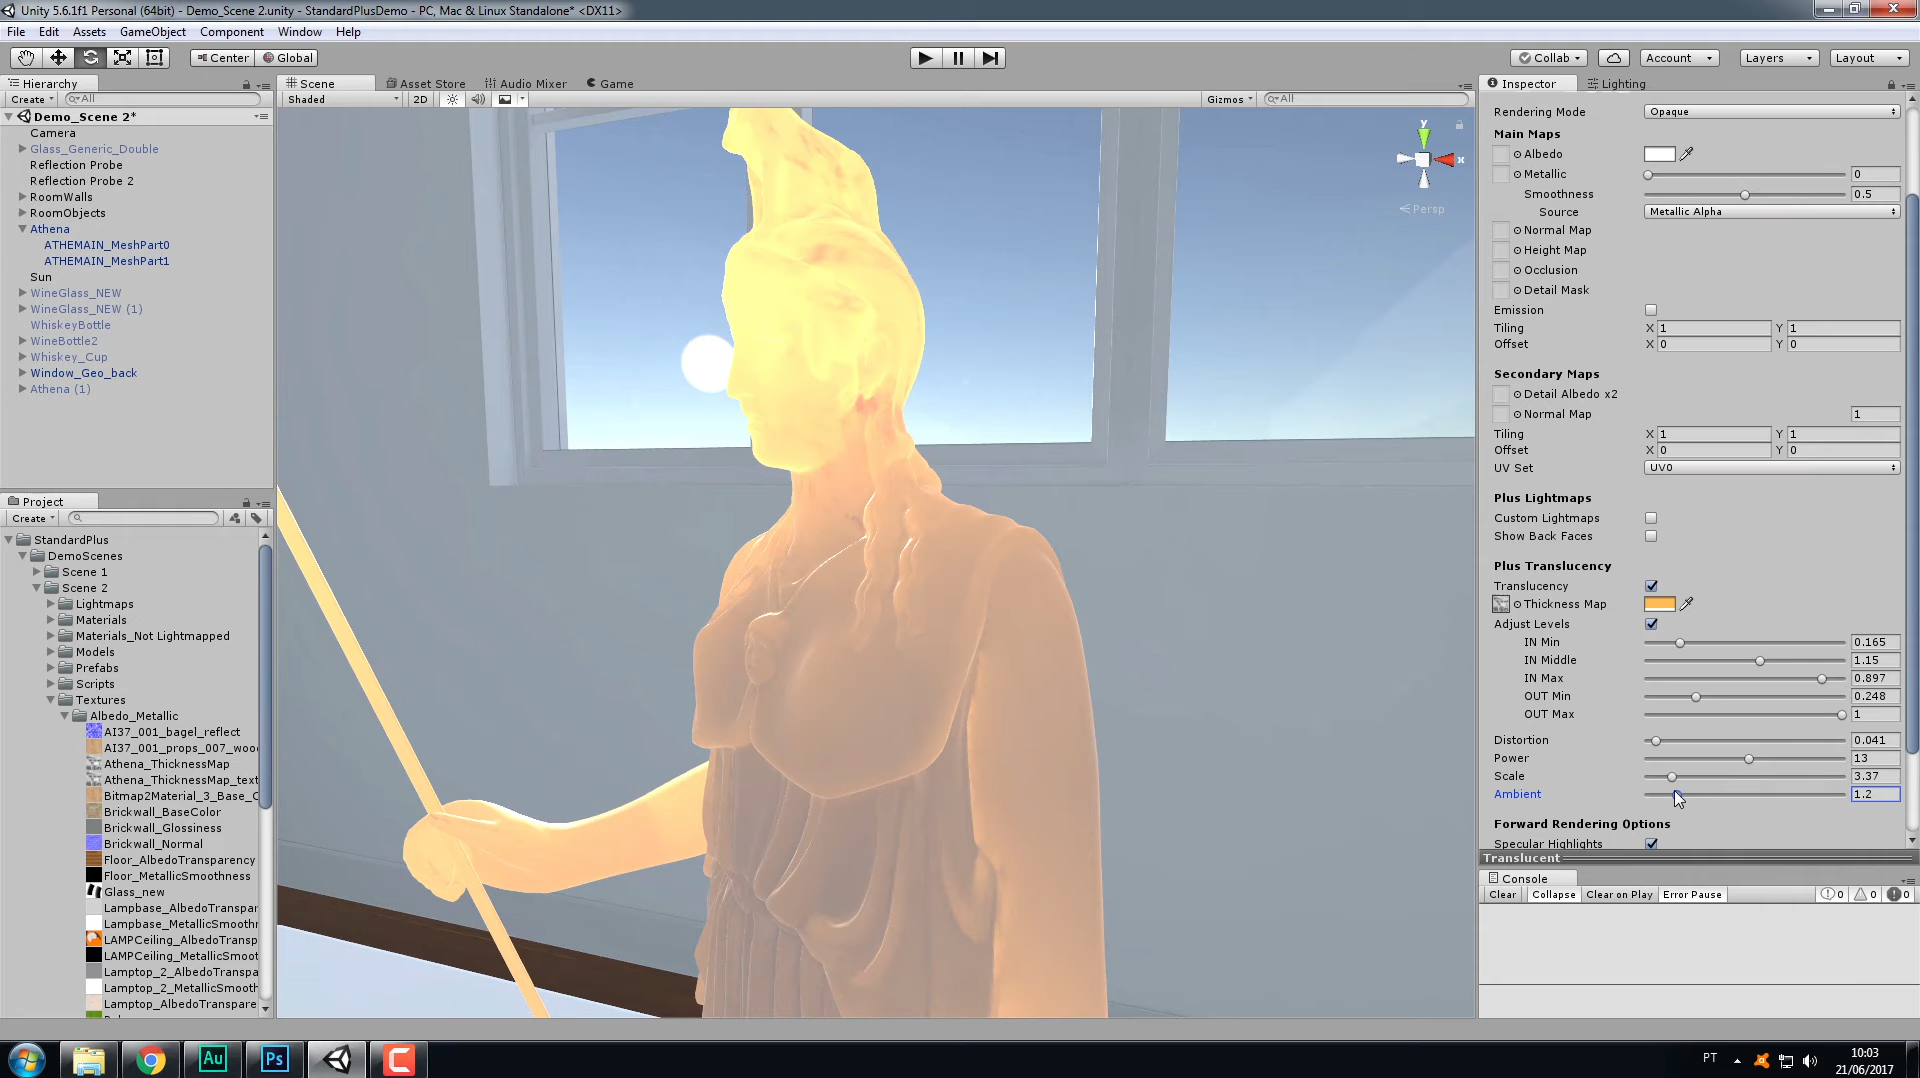 Unity 5.6.1f1 Personal (64bit) - Demo_Scene 2.unity - StandardPlusDemo - PC, Mac & Linux Standalone* <DX11>
File Edit Assets GameObject Component Window Help
Center Global Collab Account Layers Layout
Hierarchy
Create All
Demo_Scene 2*
Camera
Glass_Generic_Double
Reflection Probe
Reflection Probe 2
RoomWalls
RoomObjects
Athena
ATHEMAIN_MeshPart0
ATHEMAIN_MeshPart1
Sun
WineGlass_NEW
WineGlass_NEW (1)
WhiskeyBottle
WineBottle2
Whiskey_Cup
Window_Geo_back
Athena (1)
Project
Create
StandardPlus
DemoScenes
Scene 1
Scene 2
Lightmaps
Materials
Materials_Not Lightmapped
Models
Prefabs
Scripts
Textures
Albedo_Metallic
AI37_001_bagel_reflect
AI37_001_props_007_woo
Athena_ThicknessMap
Athena_ThicknessMap_text
Bitmap2Material_3_Base_C
Brickwall_BaseColor
Brickwall_Glossiness
Brickwall_Normal
Floor_AlbedoTransparency
Floor_MetallicSmoothness
Glass_new
Lampbase_AlbedoTranspar
Lampbase_MetallicSmooth
LAMPCeiling_AlbedoTransp
LAMPCeiling_MetallicSmoot
Lamptop_2_AlbedoTranspa
Lamptop_2_MetallicSmooth
Lamptop_AlbedoTranspare
Scene Asset Store Audio Mixer Game
Shaded 2D Gizmos All
y
x
Persp
Inspector Lighting
Rendering Mode Opaque
Main Maps
Albedo
Metallic 0
Smoothness 0.5
Source Metallic Alpha
Normal Map
Height Map
Occlusion
Detail Mask
Emission
Tiling X 1 Y 1
Offset X 0 Y 0
Secondary Maps
Detail Albedo x2
Normal Map 1
Tiling X 1 Y 1
Offset X 0 Y 0
UV Set UV0
Plus Lightmaps
Custom Lightmaps
Show Back Faces
Plus Translucency
Translucency
Thickness Map
Adjust Levels
IN Min 0.165
IN Middle 1.15
IN Max 0.897
OUT Min 0.248
OUT Max 1
Distortion 0.041
Power 13
Scale 3.37
Ambient 1.2
Forward Rendering Options
Specular Highlights
Translucent
Console
Clear Collapse Clear on Play Error Pause 0 0 0
Au Ps C
PT
10:03
21/06/2017